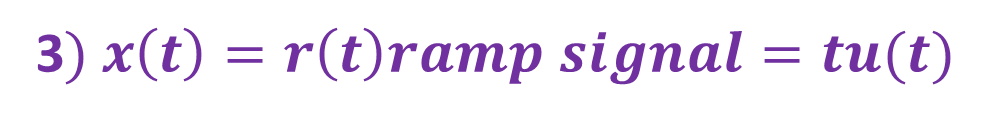 3) x(t) = r(t)ramp signal = tu(t)